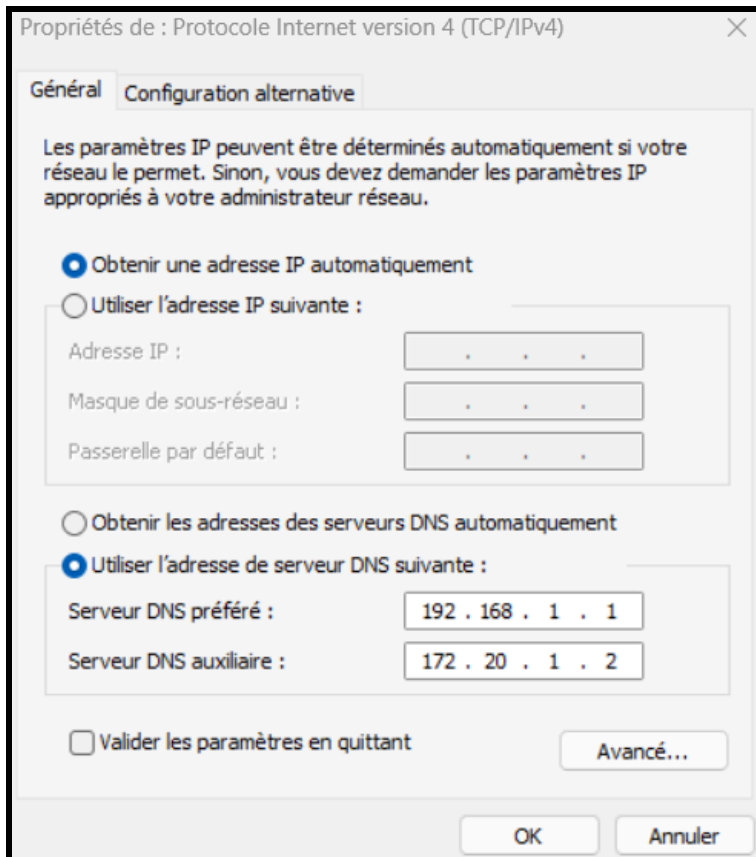 Propriétés de : Protocole Internet version 4 (TCP/IPv4)
Général
Configuration alternative
Les paramètres IP peuvent être déterminés automatiquement si votre
réseau le permet. Sinon, vous devez demander les paramètres IP
appropriés à votre administrateur réseau.
Obtenir une adresse IP automatiquement
Utiliser l'adresse IP suivante :
Adresse IP : . . .
Masque de sous-réseau : . . .
Passerelle par défaut : . . .
Obtenir les adresses des serveurs DNS automatiquement
Utiliser l'adresse de serveur DNS suivante :
Serveur DNS préféré : 192 . 168 . 1 . 1
Serveur DNS auxiliaire : 172 . 20 . 1 . 2
Valider les paramètres en quittant
Avancé...
OK
Annuler